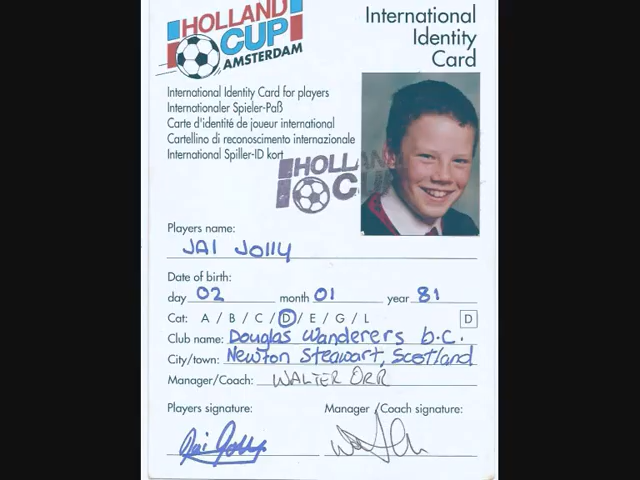 HOLLAND
CUP
AMSTERDAM
International
Identity
Card
International Identity Card for players
Internationaler Spieler-Paß
Carte d'identité de joueur international
Cartellino di reconoscimento internazionale
International Spiller-ID kort
HOLLAND
CUP
Players name:
JAI JOLLY
Date of birth:
day 02 month 01 year 81
Cat: A / B / C / D / E / G / L D
Club name: Douglas Wanderers b.c.
City/town: Newton Stewart, Scotland
Manager/Coach: WALTER ORR
Players signature: Manager /Coach signature:
Jai Jolly